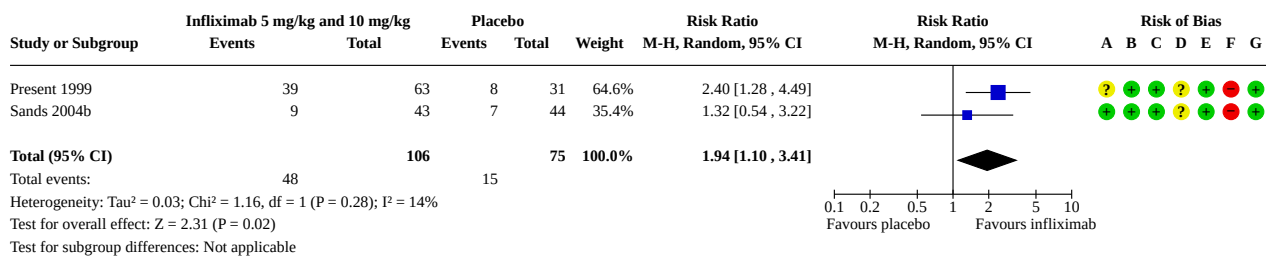 Infliximab 5 mg/kg and 10 mg/kg Placebo Risk Ratio Risk Ratio Risk of Bias
Study or Subgroup Events Total Events Total Weight M-H, Random, 95% CI M-H, Random, 95% CI A B C D E F G
Present 1999 39 63 8 31 64.6% 2.40 [1.28 , 4.49] ? + + ? + − +
Sands 2004b 9 43 7 44 35.4% 1.32 [0.54 , 3.22] + + + ? + − +
Total (95% CI) 106 75 100.0% 1.94 [1.10 , 3.41]
Total events: 48 15
Heterogeneity: Tau² = 0.03; Chi² = 1.16, df = 1 (P = 0.28); I² = 14%
0.1 0.2 0.5 1 2 5 10
Test for overall effect: Z = 2.31 (P = 0.02) Favours placebo Favours infliximab
Test for subgroup differences: Not applicable